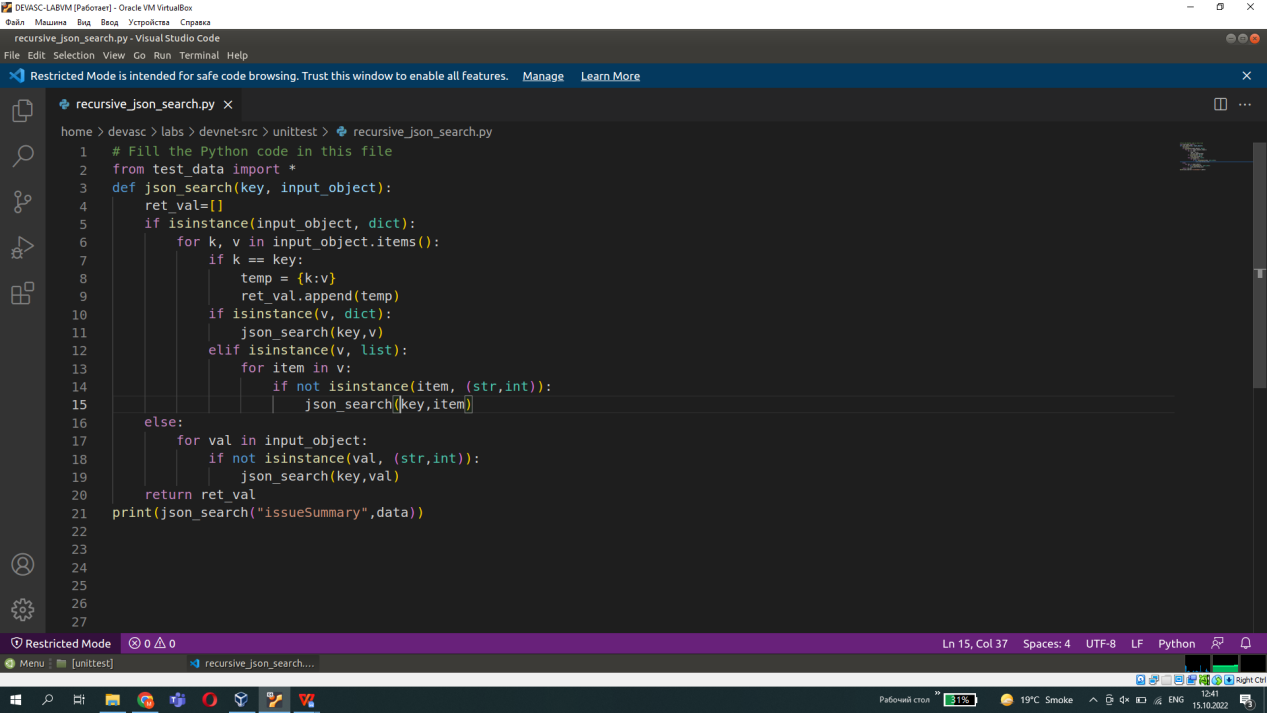 DEVASC-LABVM [Работает] - Oracle VM VirtualBox
Файл Машина Вид Ввод Устройства Справка
recursive_json_search.py - Visual Studio Code
File Edit Selection View Go Run Terminal Help
Restricted Mode is intended for safe code browsing. Trust this window to enable all features. Manage Learn More
recursive_json_search.py
home > devasc > labs > devnet-src > unittest > recursive_json_search.py
1 # Fill the Python code in this file
2 from test_data import *
3 def json_search(key, input_object):
4 ret_val=[]
5 if isinstance(input_object, dict):
6 for k, v in input_object.items():
7 if k == key:
8 temp = {k:v}
9 ret_val.append(temp)
10 if isinstance(v, dict):
11 json_search(key,v)
12 elif isinstance(v, list):
13 for item in v:
14 if not isinstance(item, (str,int)):
15 json_search(key,item)
16 else:
17 for val in input_object:
18 if not isinstance(val, (str,int)):
19 json_search(key,val)
20 return ret_val
21 print(json_search("issueSummary",data))
22
23
24
25
26
27
Restricted Mode 0 0 Ln 15, Col 37 Spaces: 4 UTF-8 LF Python
Menu [unittest] recursive_json_search....
Right Ctrl
Рабочий стол » 31% 19°C Smoke ENG 12:41
15.10.2022 3